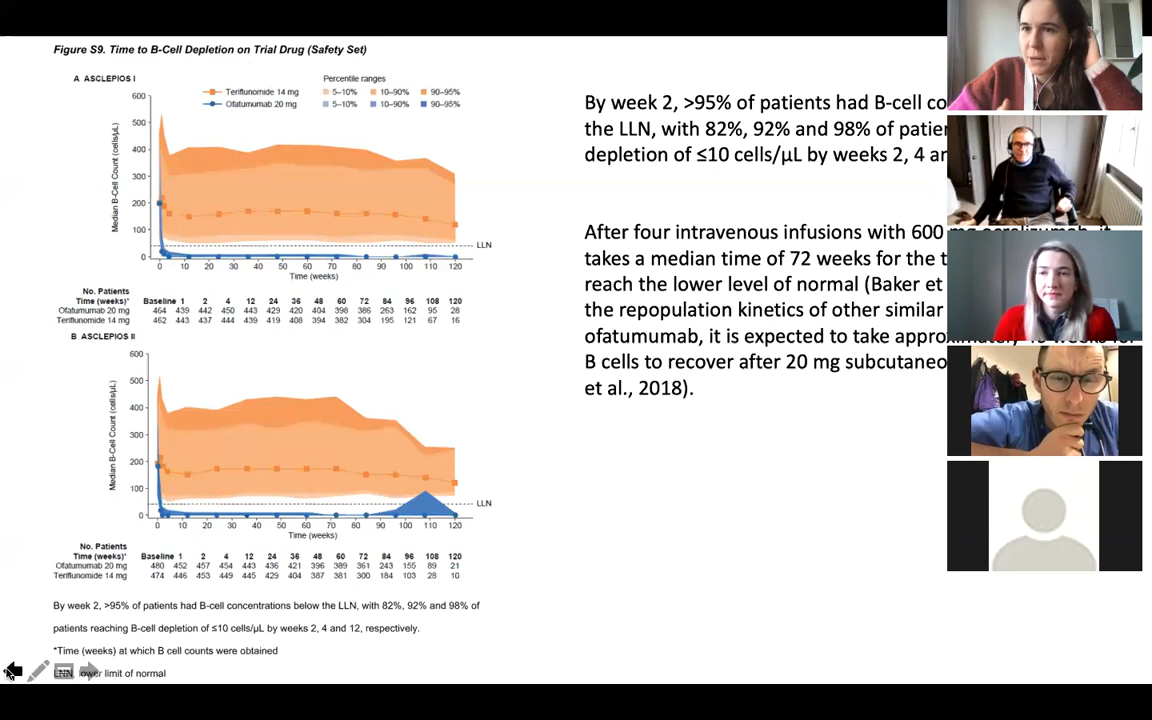 Figure S9. Time to B-Cell Depletion on Trial Drug (Safety Set)
A ASCLEPIOS I
Teriflunomide 14 mg
Ofatumumab 20 mg
Percentile ranges
5–10% 10–90% 90–95%
5–10% 10–90% 90–95%
Median B-Cell Count (cells/μL)
600
500
400
300
200
100
0
LLN
0 10 20 30 40 50 60 70 80 90 100 110 120
Time (weeks)
No. Patients
Time (weeks)* Baseline 1 2 4 12 24 36 48 60 72 84 96 108 120
Ofatumumab 20 mg 464 439 442 450 443 429 420 404 398 386 263 162 95 28
Teriflunomide 14 mg 462 443 437 444 439 419 408 394 382 304 195 121 67 16
B ASCLEPIOS II
Median B-Cell Count (cells/μL)
600
500
400
300
200
100
0
LLN
0 10 20 30 40 50 60 70 80 90 100 110 120
Time (weeks)
No. Patients
Time (weeks)* Baseline 1 2 4 12 24 36 48 60 72 84 96 108 120
Ofatumumab 20 mg 480 452 467 454 443 436 421 396 389 361 243 155 89 21
Teriflunomide 14 mg 474 446 453 449 445 429 404 387 381 300 184 103 28 10
By week 2, >95% of patients had B-cell concentrations below the LLN, with 82%, 92% and 98% of
patients reaching B-cell depletion of ≤10 cells/μL by weeks 2, 4 and 12, respectively.
*Time (weeks) at which B cell counts were obtained
lower limit of normal
By week 2, >95% of patients had B-cell co
the LLN, with 82%, 92% and 98% of patie
depletion of ≤10 cells/μL by weeks 2, 4 ar
After four intravenous infusions with 600 mg ocrelizumab, it
takes a median time of 72 weeks for the t
reach the lower level of normal (Baker et
the repopulation kinetics of other similar
ofatumumab, it is expected to take approximately weeks for
B cells to recover after 20 mg subcutaneo
et al., 2018).